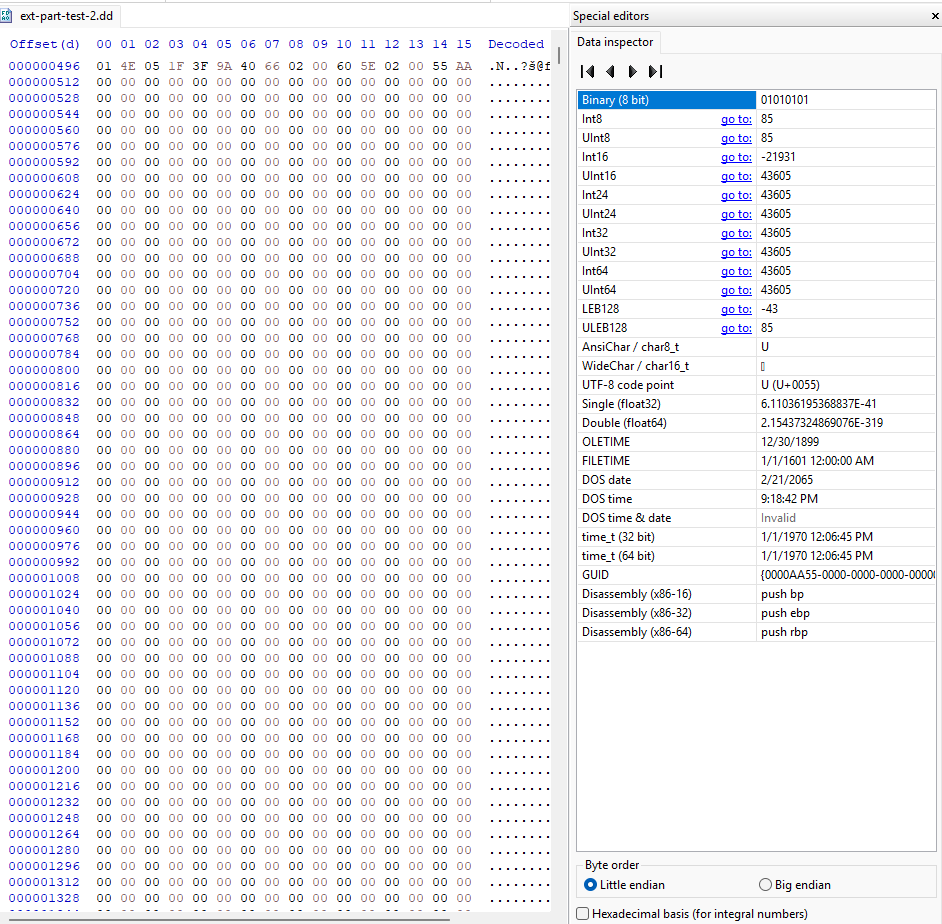 ext-part-test-2.dd
Offset(d) 00 01 02 03 04 05 06 07 08 09 10 11 12 13 14 15 Decoded
000000496 01 4E 05 1F 3F 9A 40 66 02 00 60 5E 02 00 55 AA .N..?š@f
000000512 00 00 00 00 00 00 00 00 00 00 00 00 00 00 00 00 ........
000000528 00 00 00 00 00 00 00 00 00 00 00 00 00 00 00 00 ........
000000544 00 00 00 00 00 00 00 00 00 00 00 00 00 00 00 00 ........
000000560 00 00 00 00 00 00 00 00 00 00 00 00 00 00 00 00 ........
000000576 00 00 00 00 00 00 00 00 00 00 00 00 00 00 00 00 ........
000000592 00 00 00 00 00 00 00 00 00 00 00 00 00 00 00 00 ........
000000608 00 00 00 00 00 00 00 00 00 00 00 00 00 00 00 00 ........
000000624 00 00 00 00 00 00 00 00 00 00 00 00 00 00 00 00 ........
000000640 00 00 00 00 00 00 00 00 00 00 00 00 00 00 00 00 ........
000000656 00 00 00 00 00 00 00 00 00 00 00 00 00 00 00 00 ........
000000672 00 00 00 00 00 00 00 00 00 00 00 00 00 00 00 00 ........
000000688 00 00 00 00 00 00 00 00 00 00 00 00 00 00 00 00 ........
000000704 00 00 00 00 00 00 00 00 00 00 00 00 00 00 00 00 ........
000000720 00 00 00 00 00 00 00 00 00 00 00 00 00 00 00 00 ........
000000736 00 00 00 00 00 00 00 00 00 00 00 00 00 00 00 00 ........
000000752 00 00 00 00 00 00 00 00 00 00 00 00 00 00 00 00 ........
000000768 00 00 00 00 00 00 00 00 00 00 00 00 00 00 00 00 ........
000000784 00 00 00 00 00 00 00 00 00 00 00 00 00 00 00 00 ........
000000800 00 00 00 00 00 00 00 00 00 00 00 00 00 00 00 00 ........
000000816 00 00 00 00 00 00 00 00 00 00 00 00 00 00 00 00 ........
000000832 00 00 00 00 00 00 00 00 00 00 00 00 00 00 00 00 ........
000000848 00 00 00 00 00 00 00 00 00 00 00 00 00 00 00 00 ........
000000864 00 00 00 00 00 00 00 00 00 00 00 00 00 00 00 00 ........
000000880 00 00 00 00 00 00 00 00 00 00 00 00 00 00 00 00 ........
000000896 00 00 00 00 00 00 00 00 00 00 00 00 00 00 00 00 ........
000000912 00 00 00 00 00 00 00 00 00 00 00 00 00 00 00 00 ........
000000928 00 00 00 00 00 00 00 00 00 00 00 00 00 00 00 00 ........
000000944 00 00 00 00 00 00 00 00 00 00 00 00 00 00 00 00 ........
000000960 00 00 00 00 00 00 00 00 00 00 00 00 00 00 00 00 ........
000000976 00 00 00 00 00 00 00 00 00 00 00 00 00 00 00 00 ........
000000992 00 00 00 00 00 00 00 00 00 00 00 00 00 00 00 00 ........
000001008 00 00 00 00 00 00 00 00 00 00 00 00 00 00 00 00 ........
000001024 00 00 00 00 00 00 00 00 00 00 00 00 00 00 00 00 ........
000001040 00 00 00 00 00 00 00 00 00 00 00 00 00 00 00 00 ........
000001056 00 00 00 00 00 00 00 00 00 00 00 00 00 00 00 00 ........
000001072 00 00 00 00 00 00 00 00 00 00 00 00 00 00 00 00 ........
000001088 00 00 00 00 00 00 00 00 00 00 00 00 00 00 00 00 ........
000001104 00 00 00 00 00 00 00 00 00 00 00 00 00 00 00 00 ........
000001120 00 00 00 00 00 00 00 00 00 00 00 00 00 00 00 00 ........
000001136 00 00 00 00 00 00 00 00 00 00 00 00 00 00 00 00 ........
000001152 00 00 00 00 00 00 00 00 00 00 00 00 00 00 00 00 ........
000001168 00 00 00 00 00 00 00 00 00 00 00 00 00 00 00 00 ........
000001184 00 00 00 00 00 00 00 00 00 00 00 00 00 00 00 00 ........
000001200 00 00 00 00 00 00 00 00 00 00 00 00 00 00 00 00 ........
000001216 00 00 00 00 00 00 00 00 00 00 00 00 00 00 00 00 ........
000001232 00 00 00 00 00 00 00 00 00 00 00 00 00 00 00 00 ........
000001248 00 00 00 00 00 00 00 00 00 00 00 00 00 00 00 00 ........
000001264 00 00 00 00 00 00 00 00 00 00 00 00 00 00 00 00 ........
000001280 00 00 00 00 00 00 00 00 00 00 00 00 00 00 00 00 ........
000001296 00 00 00 00 00 00 00 00 00 00 00 00 00 00 00 00 ........
000001312 00 00 00 00 00 00 00 00 00 00 00 00 00 00 00 00 ........
000001328 00 00 00 00 00 00 00 00 00 00 00 00 00 00 00 00 ........
Special editors
Data inspector
Binary (8 bit) 01010101
Int8 go to: 85
UInt8 go to: 85
Int16 go to: -21931
UInt16 go to: 43605
Int24 go to: 43605
UInt24 go to: 43605
Int32 go to: 43605
UInt32 go to: 43605
Int64 go to: 43605
UInt64 go to: 43605
LEB128 go to: -43
ULEB128 go to: 85
AnsiChar / char8_t U
WideChar / char16_t
UTF-8 code point U (U+0055)
Single (float32) 6.11036195368837E-41
Double (float64) 2.15437324869076E-319
OLETIME 12/30/1899
FILETIME 1/1/1601 12:00:00 AM
DOS date 2/21/2065
DOS time 9:18:42 PM
DOS time & date Invalid
time_t (32 bit) 1/1/1970 12:06:45 PM
time_t (64 bit) 1/1/1970 12:06:45 PM
GUID {0000AA55-0000-0000-0000-00000
Disassembly (x86-16) push bp
Disassembly (x86-32) push ebp
Disassembly (x86-64) push rbp
Byte order
Little endian Big endian
Hexadecimal basis (for integral numbers)